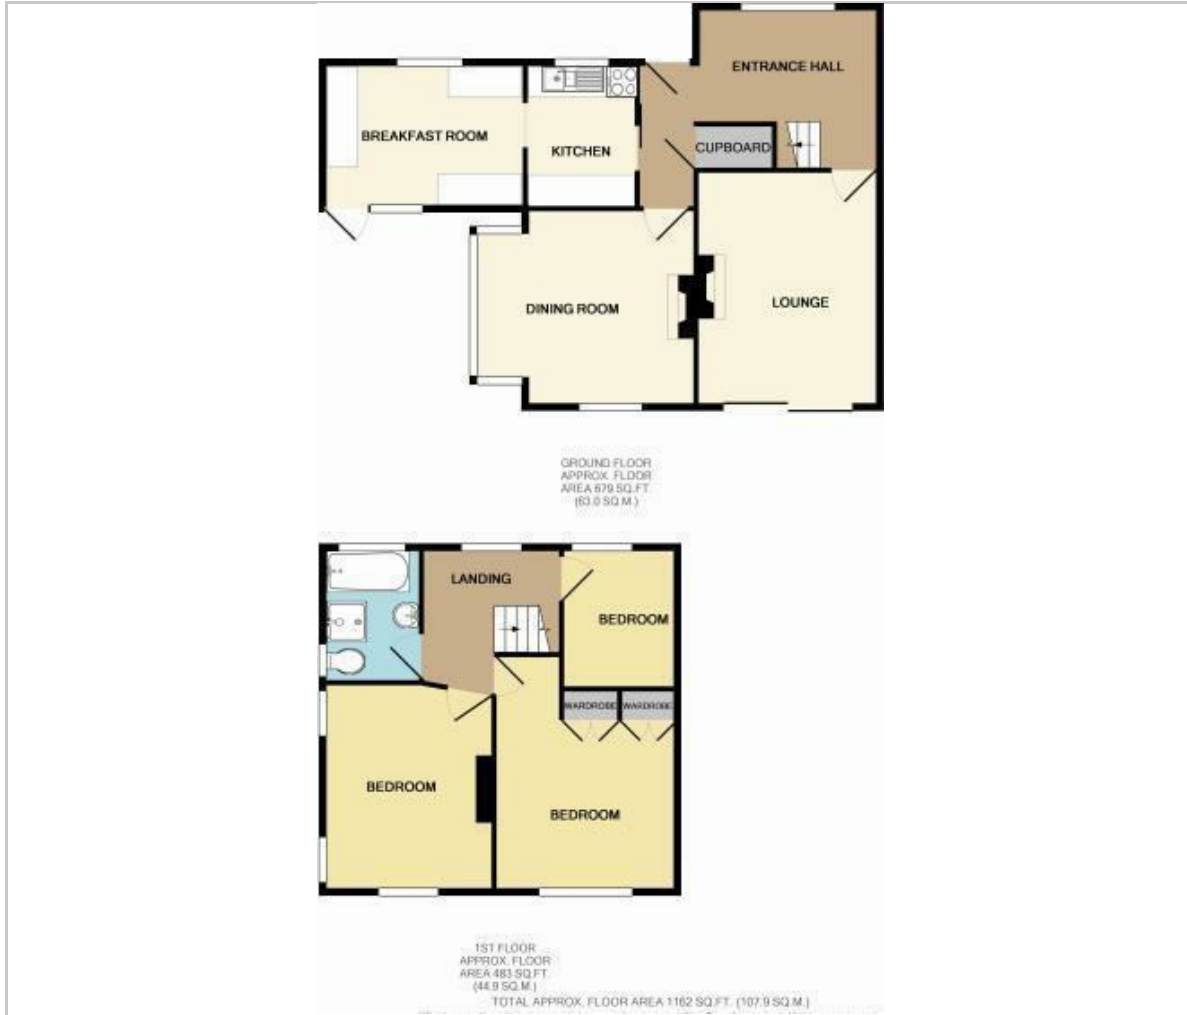 ENTRANCE HALL
BREAKFAST ROOM
KITCHEN
CUPBOARD
LOUNGE
DINING ROOM
GROUND FLOOR
APPROX. FLOOR
AREA 679 SQ.FT.
(63.0 SQ.M.)
LANDING
BEDROOM
WARDROBE WARDROBE
BEDROOM
BEDROOM
1ST FLOOR
APPROX. FLOOR
AREA 483 SQ.FT.
(44.9 SQ.M.)
TOTAL APPROX. FLOOR AREA 1162 SQ.FT. (107.9 SQ.M.)